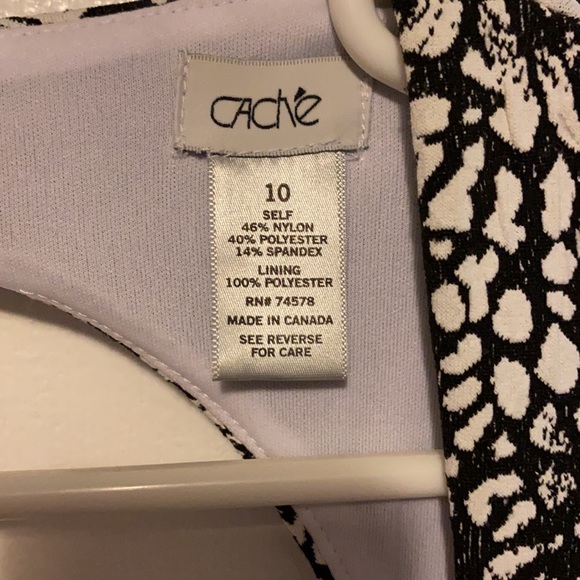 CACHÉ
10
SELF
46% NYLON
40% POLYESTER
14% SPANDEX
LINING
100% POLYESTER
RN# 74578
MADE IN CANADA
SEE REVERSE
FOR CARE